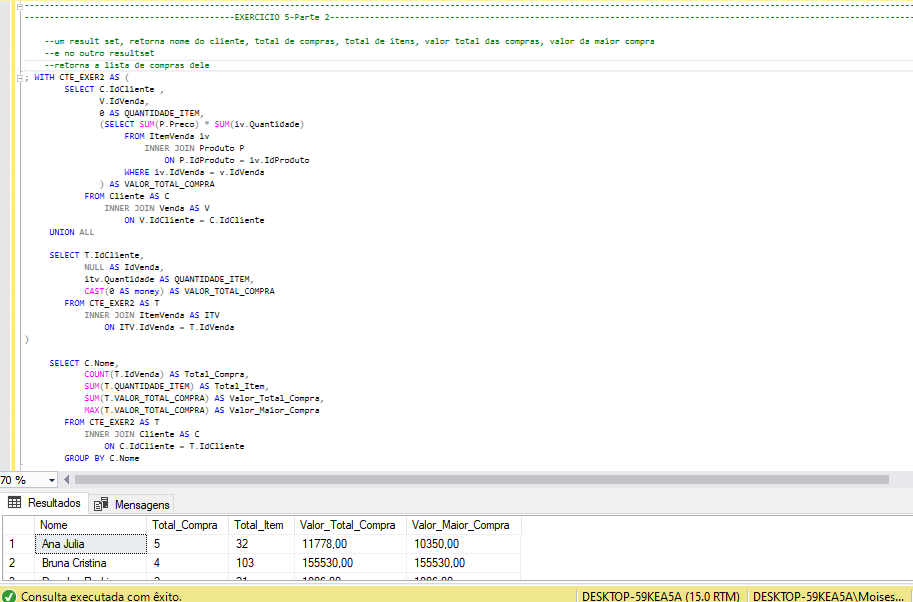 EXERCICIO 5-Parte 2
--um result set, retorna nome do cliente, total de compras, total de itens, valor total das compras, valor da maior compra
--e no outro resultset
--retorna a lista de compras dele
; WITH CTE_EXER2 AS (
SELECT C.IdCliente ,
V.IdVenda,
0 AS QUANTIDADE_ITEM,
(SELECT SUM(P.Preco) * SUM(iv.Quantidade)
FROM ItemVenda iv
INNER JOIN Produto P
ON P.IdProduto = iv.IdProduto
WHERE iv.IdVenda = v.IdVenda
) AS VALOR_TOTAL_COMPRA
FROM Cliente AS C
INNER JOIN Venda AS V
ON V.IdCliente = C.IdCliente
UNION ALL
SELECT T.IdCliente,
NULL AS IdVenda,
itv.Quantidade AS QUANTIDADE_ITEM,
CAST(0 AS money) AS VALOR_TOTAL_COMPRA
FROM CTE_EXER2 AS T
INNER JOIN ItemVenda AS ITV
ON ITV.IdVenda = T.IdVenda
)
SELECT C.Nome,
COUNT(T.IdVenda) AS Total_Compra,
SUM(T.QUANTIDADE_ITEM) AS Total_Item,
SUM(T.VALOR_TOTAL_COMPRA) AS Valor_Total_Compra,
MAX(T.VALOR_TOTAL_COMPRA) AS Valor_Maior_Compra
FROM CTE_EXER2 AS T
INNER JOIN Cliente AS C
ON C.IdCliente = T.IdCliente
GROUP BY C.Nome
70 %
Resultados Mensagens
Nome Total_Compra Total_Item Valor_Total_Compra Valor_Maior_Compra
1 Ana Julia 5 32 11778,00 10350,00
2 Bruna Cristina 4 103 155530,00 155530,00
Consulta executada com êxito. DESKTOP-59KEA5A (15.0 RTM) DESKTOP-59KEA5A\Moises...